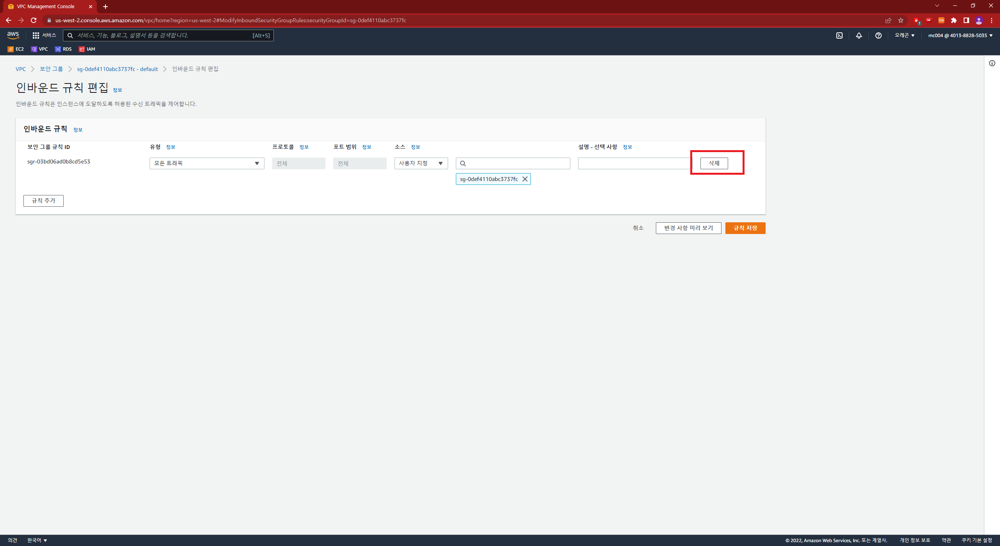 VPC Management Console
us-west-2.console.aws.amazon.com/vpc/home?region=us-west-2#ModifyInboundSecurityGroupRules:securityGroupId=sg-0def4110abc3737fc
1
EX
aws
서비스
서비스, 기능, 블로그, 설명서 등을 검색합니다.
[Alt+S]
오레곤
mc004 @ 4013-8828-5035
EC2 VPC RDS IAM
VPC 보안 그룹 sg-0def4110abc3737fc - default 인바운드 규칙 편집
인바운드 규칙 편집 정보
인바운드 규칙은 인스턴스에 도달하도록 허용된 수신 트래픽을 제어합니다.
인바운드 규칙 정보
보안 그룹 규칙 ID 유형 정보 프로토콜 정보 포트 범위 정보 소스 정보 설명 - 선택 사항 정보
sgr-03bd06ad0b8cd5e53 모든 트래픽 전체 전체 사용자 지정 삭제
sg-0def4110abc3737fc
규칙 추가
취소 변경 사항 미리 보기 규칙 저장
의견 한국어 © 2022, Amazon Web Services, Inc. 또는 계열사. 개인 정보 보호 약관 쿠키 기본 설정